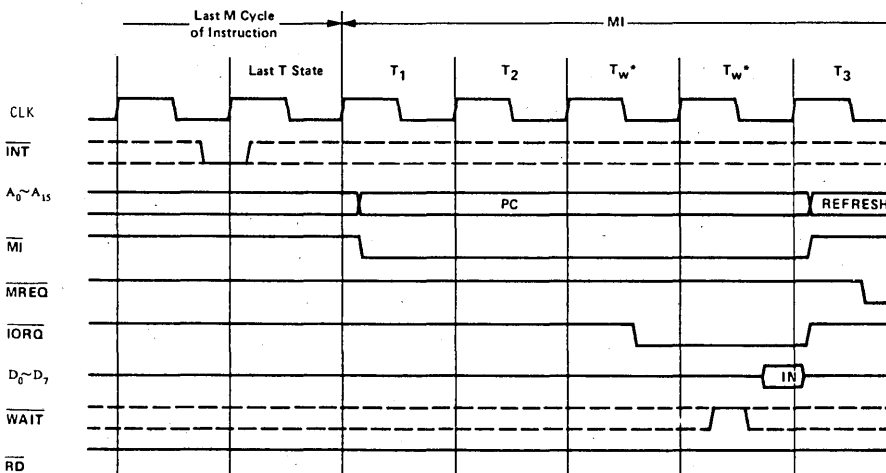 Last M Cycle
of Instruction
MI
Last T State
T1
T2
Tw*
Tw*
T3
CLK
INT
A0~A15
PC
REFRESH
MI
MREQ
IORQ
D0~D7
IN
WAIT
RD